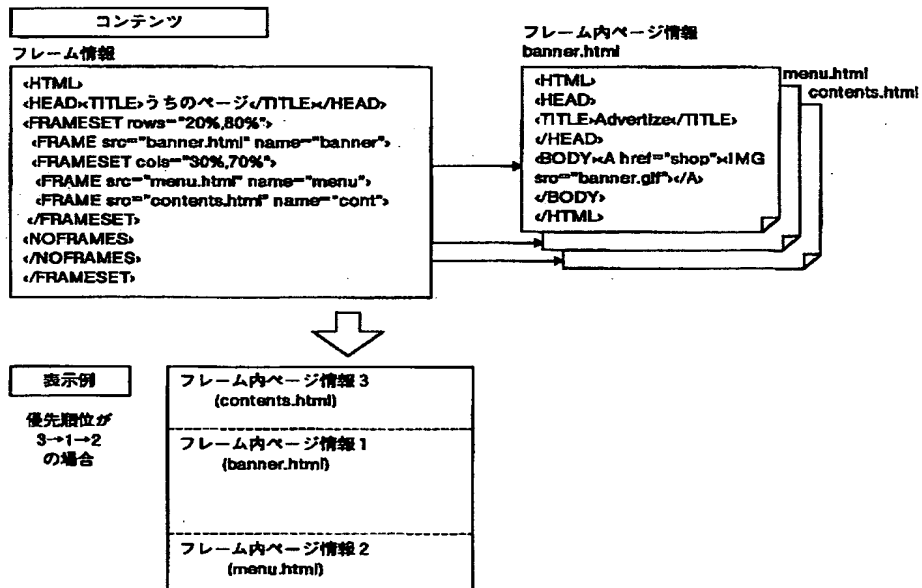 コンテンツ
フレーム情報
<HTML>
<HEAD><TITLE>うちのページ</TITLE></HEAD>
<FRAMESET rows="20%,80%">
<FRAME src="banner.html" name="banner">
<FRAMESET cols="30%,70%">
<FRAME src="menu.html" name="menu">
<FRAME src="contents.html" name="cont">
</FRAMESET>
<NOFRAMES>
</NOFRAMES>
</FRAMESET>
フレーム内ページ情報
banner.html
<HTML>
<HEAD>
<TITLE>Advertize</TITLE>
</HEAD>
<BODY><A href="shop"><IMG
src="banner.gif"></A>
</BODY>
</HTML>
menu.html
contents.html
表示例
優先順位が
3→1→2
の場合
フレーム内ページ情報3
(contents.html)
フレーム内ページ情報1
(banner.html)
フレーム内ページ情報2
(menu.html)